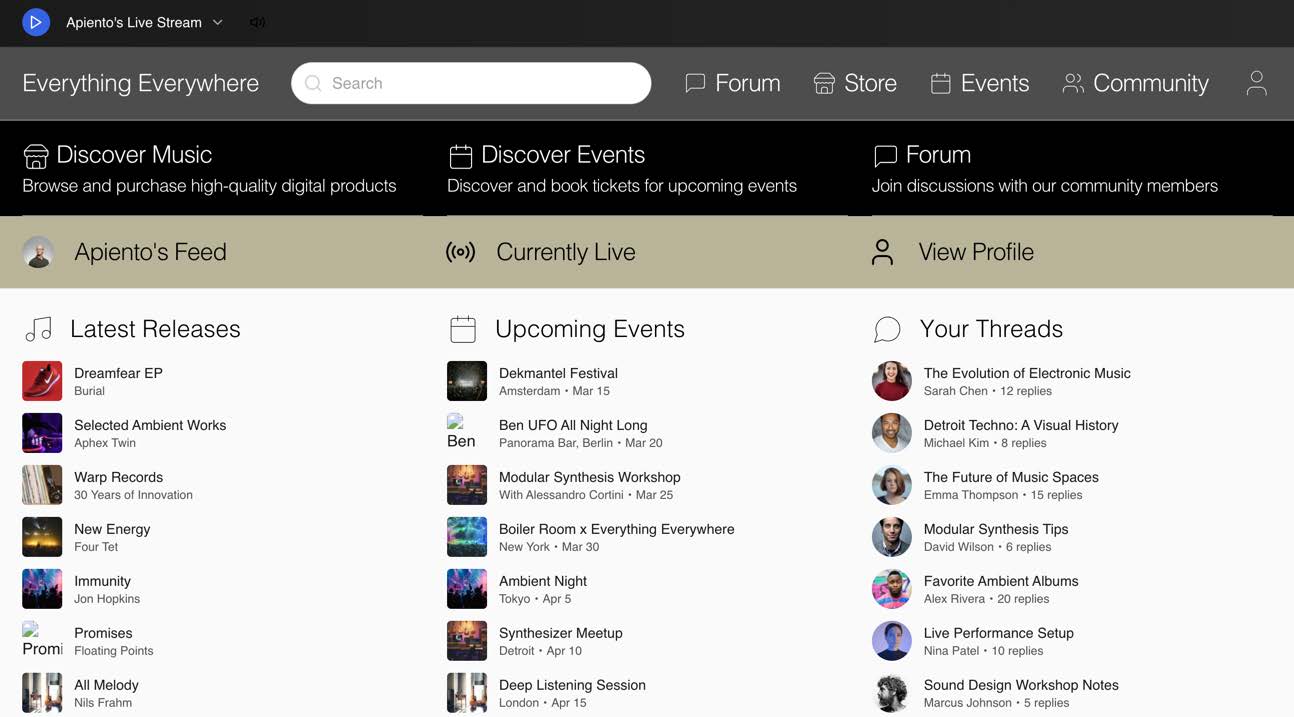 Apiento's Live Stream
Everything Everywhere
Search
Forum
Store
Events
Community
Discover Music
Browse and purchase high-quality digital products
Discover Events
Discover and book tickets for upcoming events
Forum
Join discussions with our community members
Apiento's Feed
Currently Live
View Profile
Latest Releases
Dreamfear EP
Burial
Selected Ambient Works
Aphex Twin
Warp Records
30 Years of Innovation
New Energy
Four Tet
Immunity
Jon Hopkins
Promi
Promises
Floating Points
All Melody
Nils Frahm
Upcoming Events
Dekmantel Festival
Amsterdam • Mar 15
Ben
Ben UFO All Night Long
Panorama Bar, Berlin • Mar 20
Modular Synthesis Workshop
With Alessandro Cortini • Mar 25
Boiler Room x Everything Everywhere
New York • Mar 30
Ambient Night
Tokyo • Apr 5
Synthesizer Meetup
Detroit • Apr 10
Deep Listening Session
London • Apr 15
Your Threads
The Evolution of Electronic Music
Sarah Chen • 12 replies
Detroit Techno: A Visual History
Michael Kim • 8 replies
The Future of Music Spaces
Emma Thompson • 15 replies
Modular Synthesis Tips
David Wilson • 6 replies
Favorite Ambient Albums
Alex Rivera • 20 replies
Live Performance Setup
Nina Patel • 10 replies
Sound Design Workshop Notes
Marcus Johnson • 5 replies